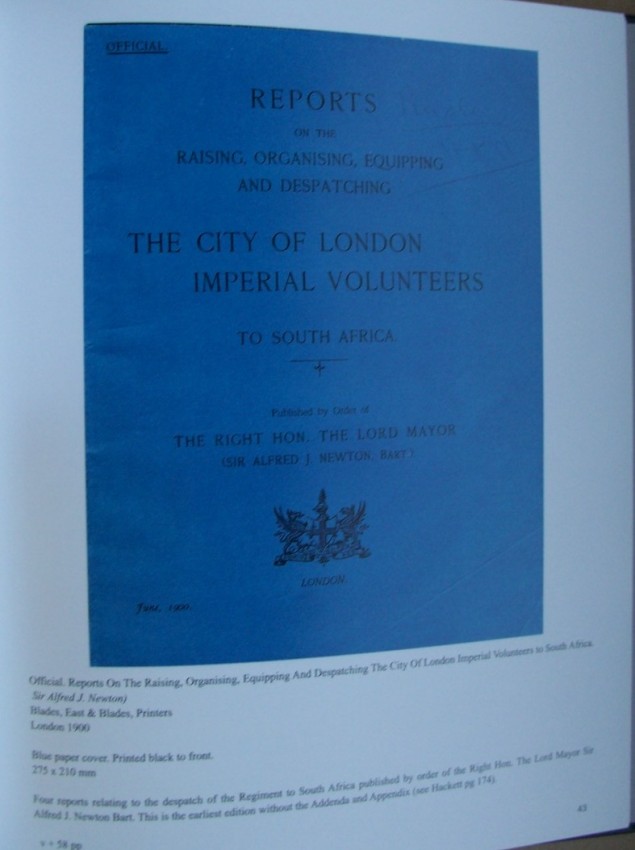 OFFICIAL.
REPORTS
ON THE
RAISING, ORGANISING, EQUIPPING
AND DESPATCHING
THE CITY OF LONDON
IMPERIAL VOLUNTEERS
TO SOUTH AFRICA.
Published by Order of
THE RIGHT HON. THE LORD MAYOR
(SIR ALFRED J. NEWTON, BART.).
LONDON.
June, 1900.
Official. Reports On The Raising, Organising, Equipping And Despatching The City Of London Imperial Volunteers to South Africa.
Sir Alfred J. Newton)
Blades, East & Blades, Printers
London 1900
Blue paper cover. Printed black to front.
275 x 210 mm
Four reports relating to the despatch of the Regiment to South Africa published by order of the Right Hon. The Lord Mayor Sir
Alfred J. Newton Bart. This is the earliest edition without the Addenda and Appendix (see Hackett pg 174).
v + 58 pp